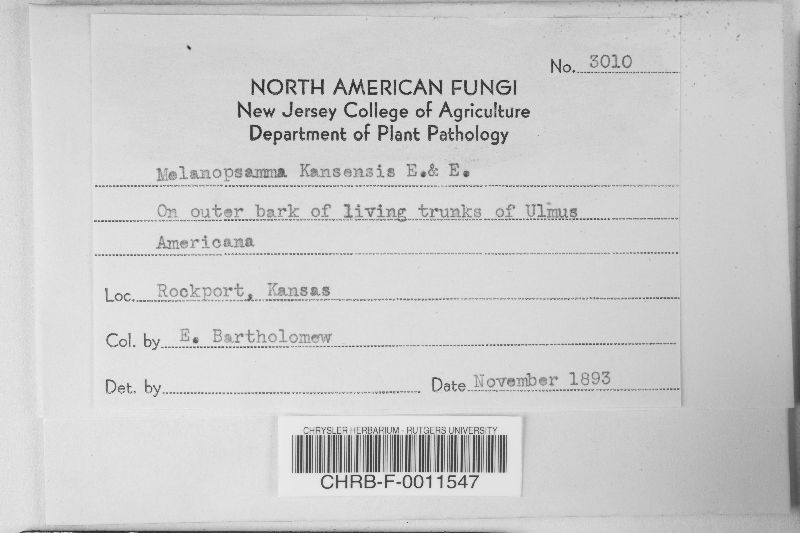 No. 3010
NORTH AMERICAN FUNGI
New Jersey College of Agriculture
Department of Plant Pathology
Melanopsamma Kansensis E.& E.
On outer bark of living trunks of Ulmus
Americana
Loc. Rockport, Kansas
Col. by E. Bartholomew
Det. by
Date November 1893
CHRYSLER HERBARIUM - RUTGERS UNIVERSITY
CHRB-F-0011547